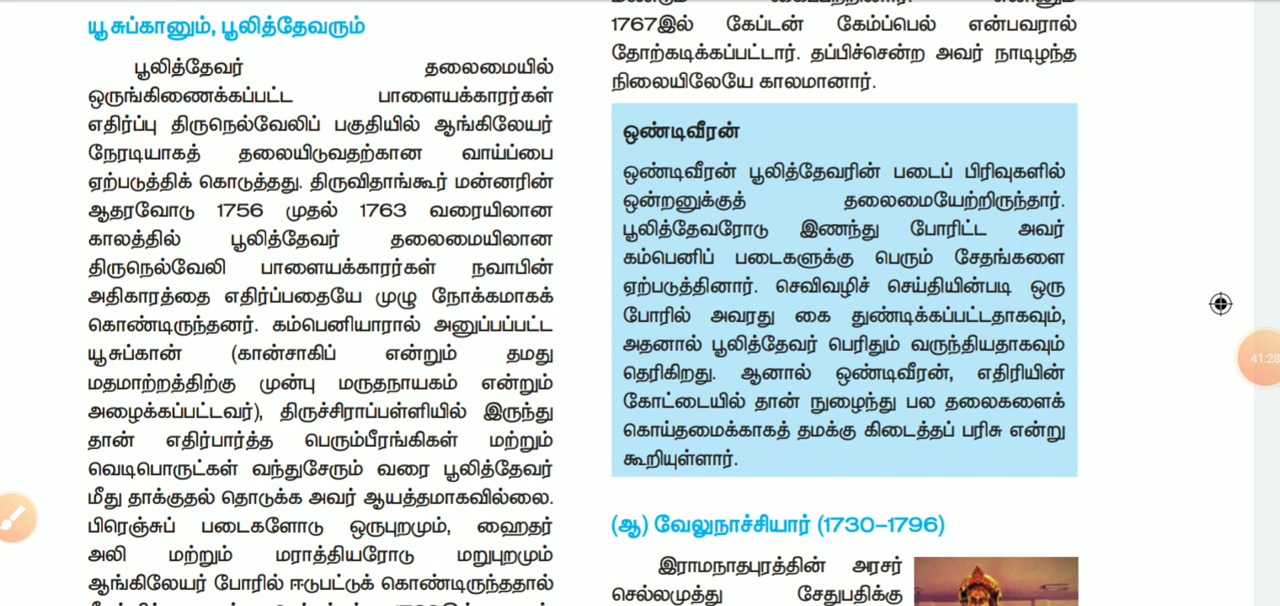 யூசுப்கானும், பூலித்தேவரும்
பூலித்தேவர் தலைமையில்
ஒருங்கிணைக்கப்பட்ட பாளையக்காரர்கள்
எதிர்ப்பு திருநெல்வேலிப் பகுதியில் ஆங்கிலேயர்
நேரடியாகத் தலையிடுவதற்கான வாய்ப்பை
ஏற்படுத்திக் கொடுத்தது. திருவிதாங்கூர் மன்னரின்
ஆதரவோடு 1756 முதல் 1763 வரையிலான
காலத்தில் பூலித்தேவர் தலைமையிலான
திருநெல்வேலி பாளையக்காரர்கள் நவாபின்
அதிகாரத்தை எதிர்ப்பதையே முழு நோக்கமாகக்
கொண்டிருந்தனர். கம்பெனியாரால் அனுப்பப்பட்ட
யூசுப்கான் (கான்சாகிப் என்றும் தமது
மதமாற்றத்திற்கு முன்பு மருதநாயகம் என்றும்
அழைக்கப்பட்டவர்), திருச்சிராப்பள்ளியில் இருந்து
தான் எதிர்பார்த்த பெரும்பீரங்கிகள் மற்றும்
வெடிபொருட்கள் வந்துசேரும் வரை பூலித்தேவர்
மீது தாக்குதல் தொடுக்க அவர் ஆயத்தமாகவில்லை.
பிரெஞ்சுப் படைகளோடு ஒருபுறமும், ஹைதர்
அலி மற்றும் மராத்தியரோடு மறுபுறமும்
ஆங்கிலேயர் போரில் ஈடுபட்டுக் கொண்டிருந்ததால்
1767இல் கேப்டன் கேம்ப்பெல் என்பவரால்
தோற்கடிக்கப்பட்டார். தப்பிச்சென்ற அவர் நாடிழந்த
நிலையிலேயே காலமானார்.
ஒண்டிவீரன்
ஒண்டிவீரன் பூலித்தேவரின் படைப் பிரிவுகளில்
ஒன்றனுக்குத் தலைமையேற்றிருந்தார்.
பூலித்தேவரோடு இணந்து போரிட்ட அவர்
கம்பெனிப் படைகளுக்கு பெரும் சேதங்களை
ஏற்படுத்தினார். செவிவழிச் செய்தியின்படி ஒரு
போரில் அவரது கை துண்டிக்கப்பட்டதாகவும்,
அதனால் பூலித்தேவர் பெரிதும் வருந்தியதாகவும்
தெரிகிறது. ஆனால் ஒண்டிவீரன், எதிரியின்
கோட்டையில் தான் நுழைந்து பல தலைகளைக்
கொய்தமைக்காகத் தமக்கு கிடைத்தப் பரிசு என்று
கூறியுள்ளார்.
(ஆ) வேலுநாச்சியார் (1730–1796)
இராமநாதபுரத்தின் அரசர்
செல்லமுத்து சேதுபதிக்கு
41:28